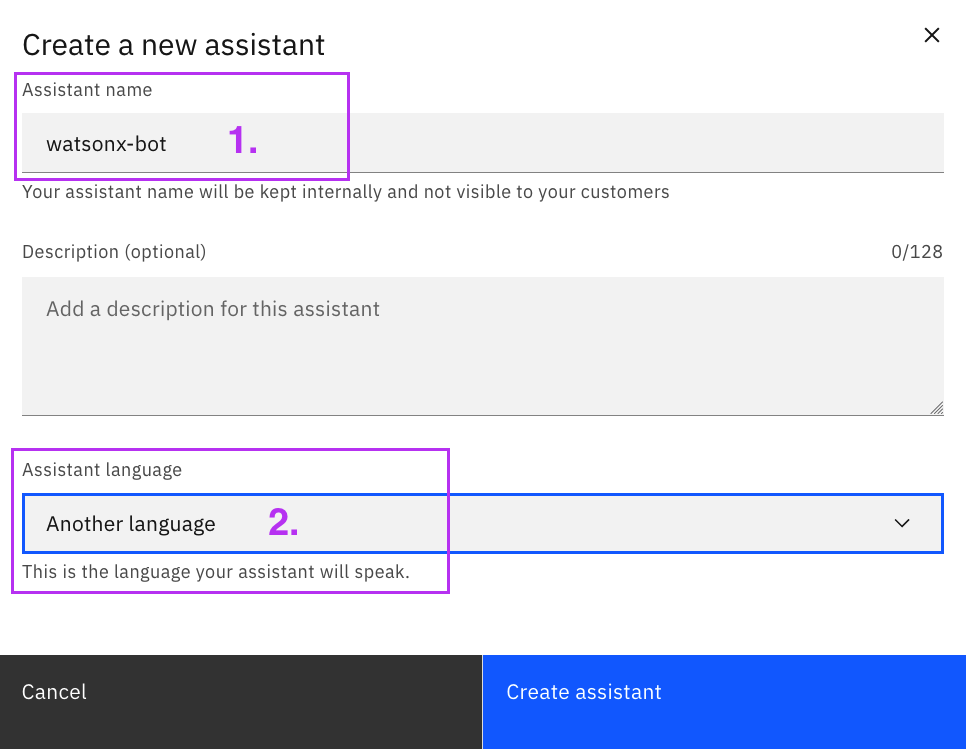 Create a new assistant
Assistant name
watsonx-bot 1.
Your assistant name will be kept internally and not visible to your customers
Description (optional) 0/128
Add a description for this assistant
Assistant language
Another language 2.
This is the language your assistant will speak.
Cancel Create assistant